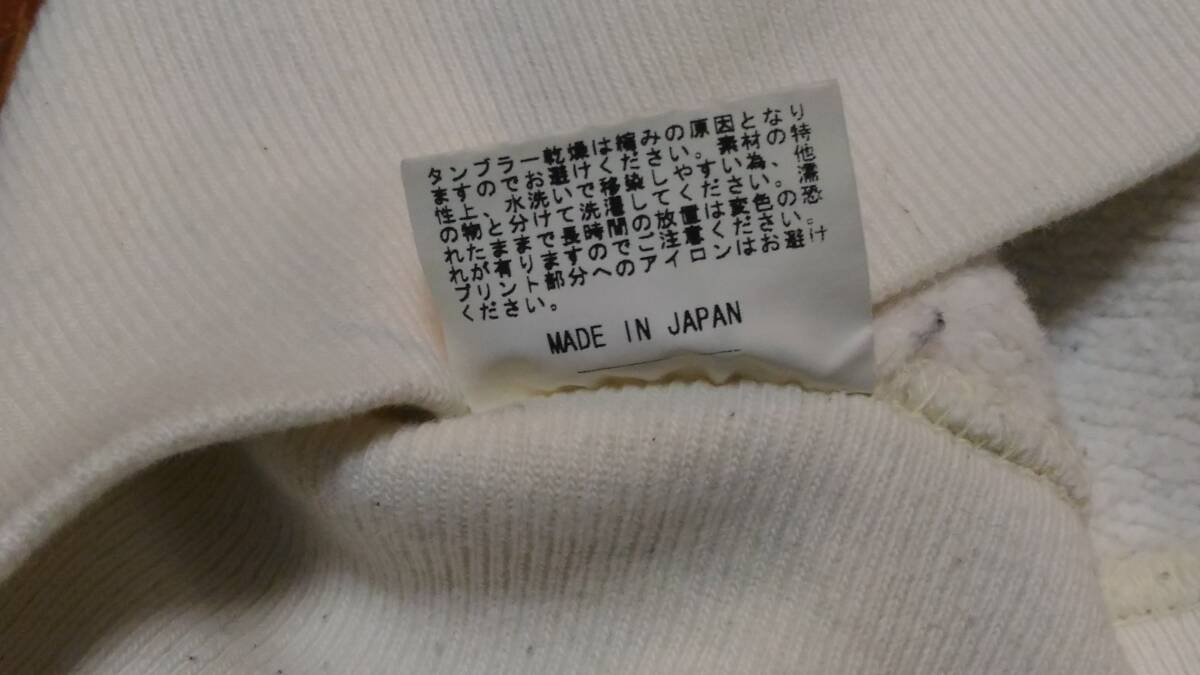 タンブラー乾燥は縮みの原因となり
ますのでお避けください。素材の特
性上、水洗いで移染しやすい為、他
の物と分けて洗濯してください。濡
れたままで長時間の放置は変色の恐
れが有りますのでご注意ください。
プリント部分へのアイロンはお避け
ください。
MADE IN JAPAN